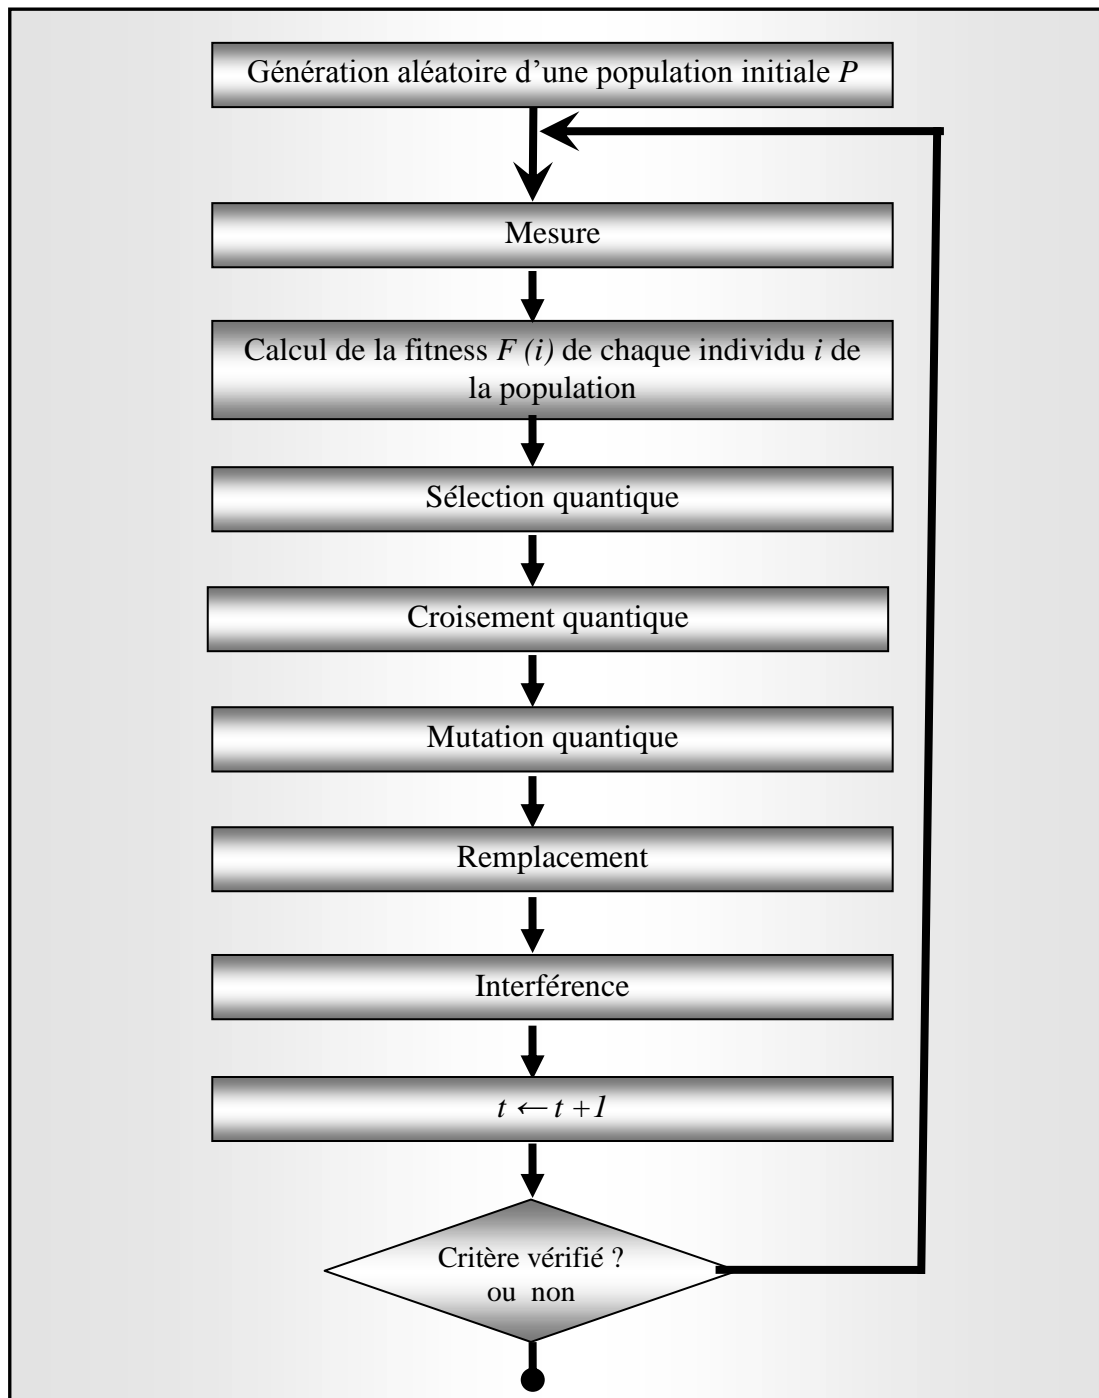 Génération aléatoire d’une population initiale P
Mesure
Calcul de la fitness F (i) de chaque individu i de
la population
Sélection quantique
Croisement quantique
Mutation quantique
Remplacement
Interférence
t ← t +1
Critère vérifié ?
ou non